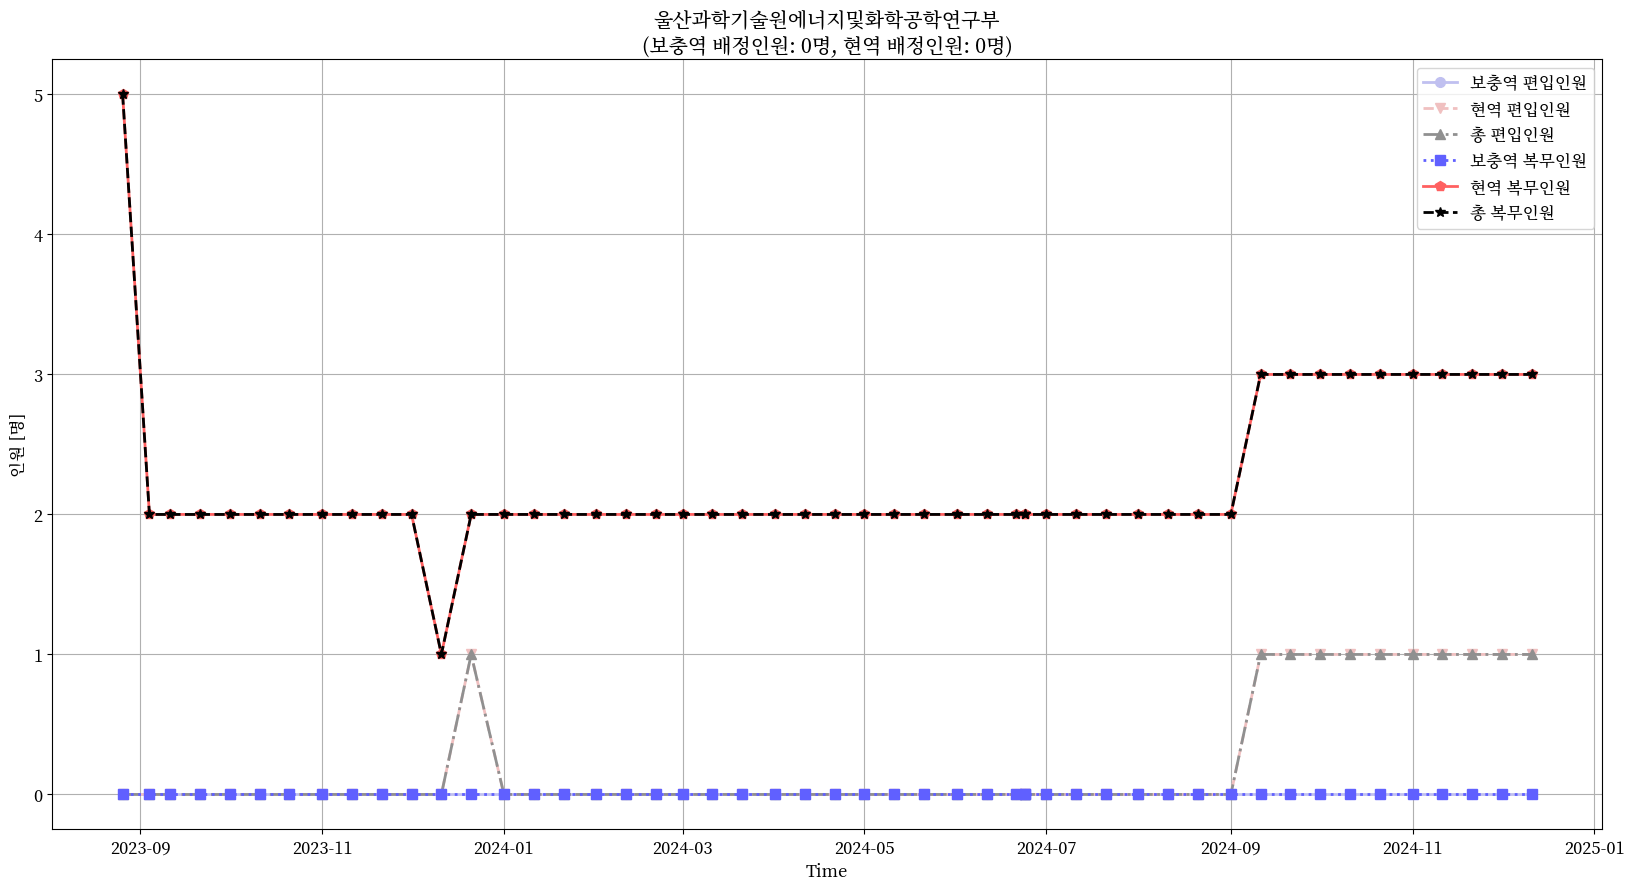 울산과학기술원에너지및화학공학연구부
(보충역 배정인원: 0명, 현역 배정인원: 0명)
보충역 편입인원
현역 편입인원
총 편입인원
보충역 복무인원
현역 복무인원
총 복무인원
5
4
3
2
1
0
인원 [명]
2023-09
2023-11
2024-01
2024-03
2024-05
2024-07
2024-09
2024-11
2025-01
Time